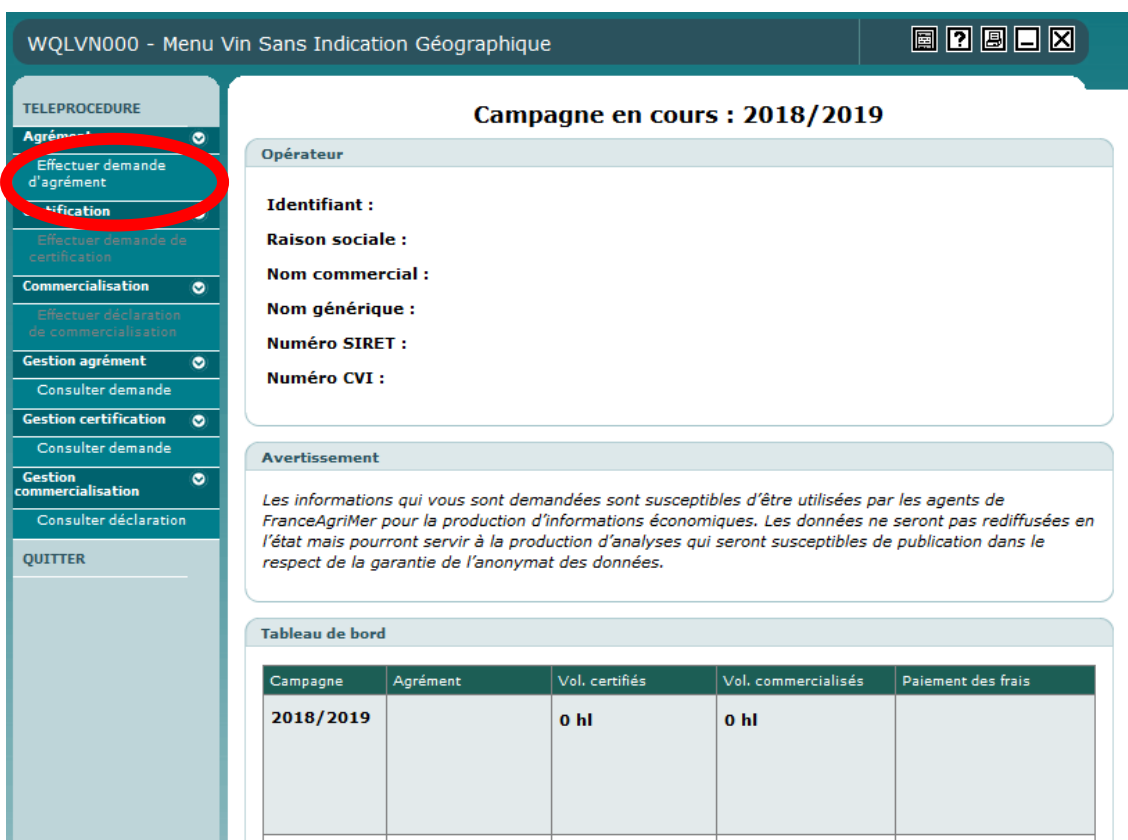 WQLVN000 - Menu Vin Sans Indication Géographique
TELEPROCEDURE
Agrément
Effectuer demande
d'agrément
Certification
Effectuer demande de
certification
Commercialisation
Effectuer déclaration
de commercialisation
Gestion agrément
Consulter demande
Gestion certification
Consulter demande
Gestion
commercialisation
Consulter déclaration
QUITTER
Campagne en cours : 2018/2019
Opérateur
Identifiant :
Raison sociale :
Nom commercial :
Nom générique :
Numéro SIRET :
Numéro CVI :
Avertissement
Les informations qui vous sont demandées sont susceptibles d'être utilisées par les agents de
FranceAgriMer pour la production d'informations économiques. Les données ne seront pas rediffusées en
l'état mais pourront servir à la production d'analyses qui seront susceptibles de publication dans le
respect de la garantie de l'anonymat des données.
Tableau de bord
Campagne Agrément Vol. certifiés Vol. commercialisés Paiement des frais
2018/2019 0 hl 0 hl